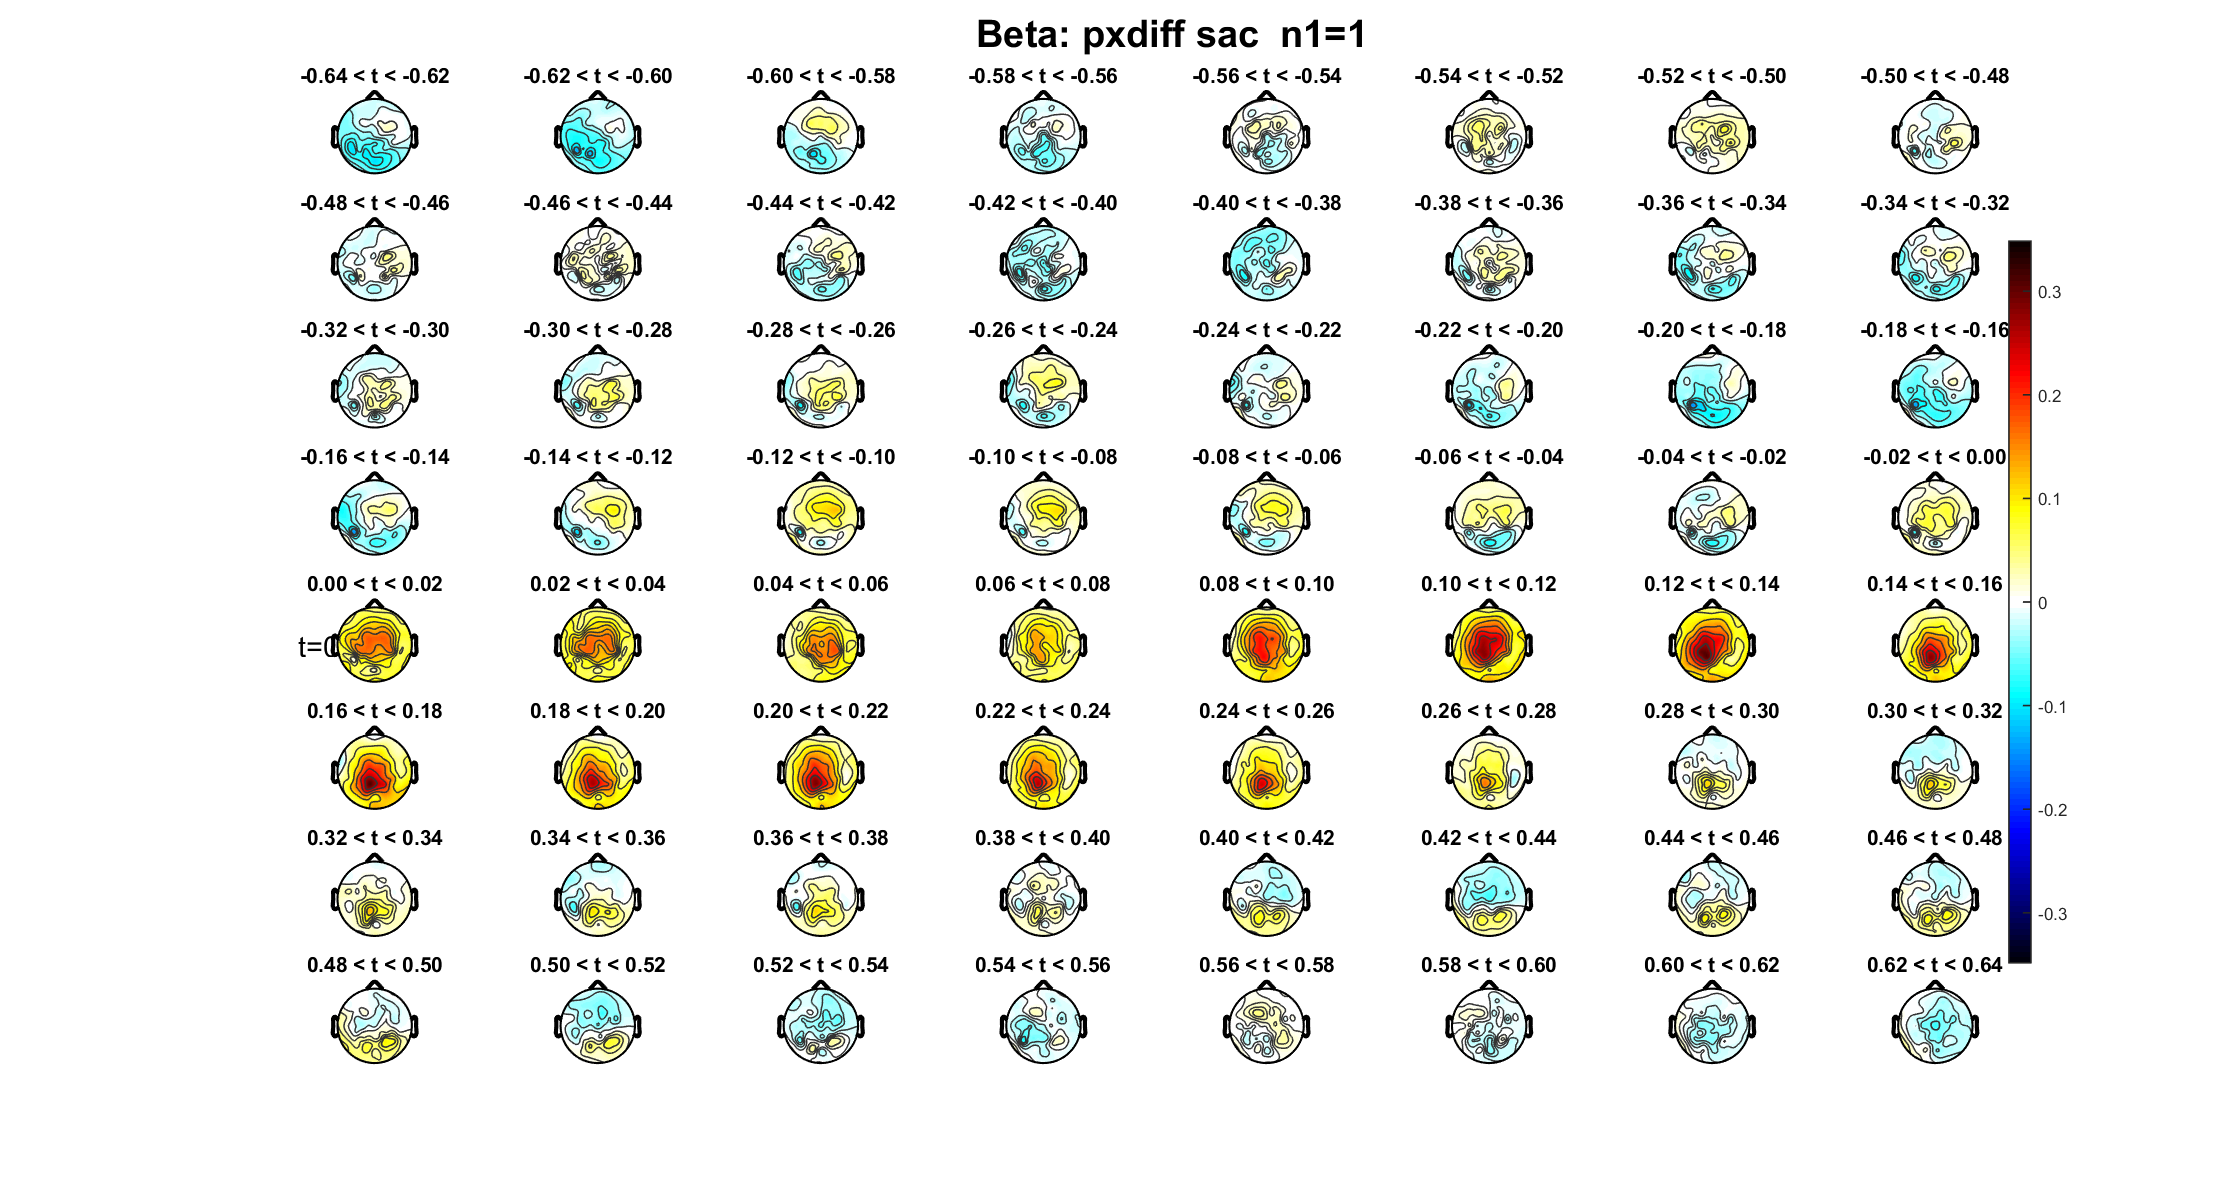 Beta: pxdiff sac  n1=1
-0.64 < t < -0.62 -0.62 < t < -0.60 -0.60 < t < -0.58 -0.58 < t < -0.56 -0.56 < t < -0.54 -0.54 < t < -0.52 -0.52 < t < -0.50 -0.50 < t < -0.48
-0.48 < t < -0.46 -0.46 < t < -0.44 -0.44 < t < -0.42 -0.42 < t < -0.40 -0.40 < t < -0.38 -0.38 < t < -0.36 -0.36 < t < -0.34 -0.34 < t < -0.32
0.3
-0.32 < t < -0.30 -0.30 < t < -0.28 -0.28 < t < -0.26 -0.26 < t < -0.24 -0.24 < t < -0.22 -0.22 < t < -0.20 -0.20 < t < -0.18 -0.18 < t < -0.16
0.2
-0.16 < t < -0.14 -0.14 < t < -0.12 -0.12 < t < -0.10 -0.10 < t < -0.08 -0.08 < t < -0.06 -0.06 < t < -0.04 -0.04 < t < -0.02 -0.02 < t < 0.00
0.1
0.00 < t < 0.02 0.02 < t < 0.04 0.04 < t < 0.06 0.06 < t < 0.08 0.08 < t < 0.10 0.10 < t < 0.12 0.12 < t < 0.14 0.14 < t < 0.16
0
t=0
0.16 < t < 0.18 0.18 < t < 0.20 0.20 < t < 0.22 0.22 < t < 0.24 0.24 < t < 0.26 0.26 < t < 0.28 0.28 < t < 0.30 0.30 < t < 0.32
-0.1
-0.2
0.32 < t < 0.34 0.34 < t < 0.36 0.36 < t < 0.38 0.38 < t < 0.40 0.40 < t < 0.42 0.42 < t < 0.44 0.44 < t < 0.46 0.46 < t < 0.48
-0.3
0.48 < t < 0.50 0.50 < t < 0.52 0.52 < t < 0.54 0.54 < t < 0.56 0.56 < t < 0.58 0.58 < t < 0.60 0.60 < t < 0.62 0.62 < t < 0.64